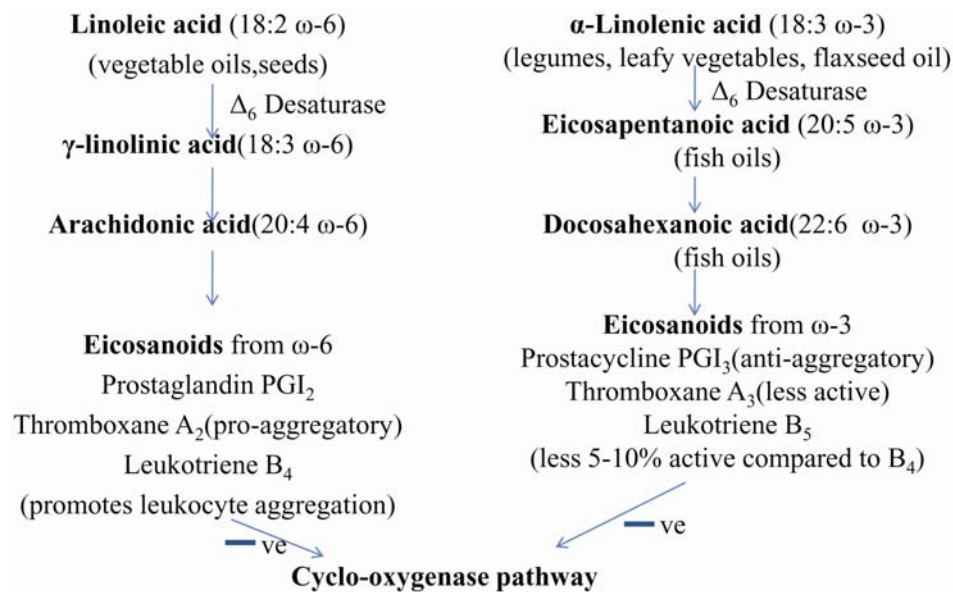 Linoleic acid (18:2 ω-6)
(vegetable oils,seeds)
Δ6 Desaturase
γ-linolinic acid(18:3 ω-6)
Arachidonic acid(20:4 ω-6)
Eicosanoids from ω-6
Prostaglandin PGI2
Thromboxane A2(pro-aggregatory)
Leukotriene B4
(promotes leukocyte aggregation)
ve
α-Linolenic acid (18:3 ω-3)
(legumes, leafy vegetables, flaxseed oil)
Δ6 Desaturase
Eicosapentanoic acid (20:5 ω-3)
(fish oils)
Docosahexanoic acid(22:6 ω-3)
(fish oils)
Eicosanoids from ω-3
Prostacycline PGI3(anti-aggregatory)
Thromboxane A3(less active)
Leukotriene B5
(less 5-10% active compared to B4)
ve
Cyclo-oxygenase pathway